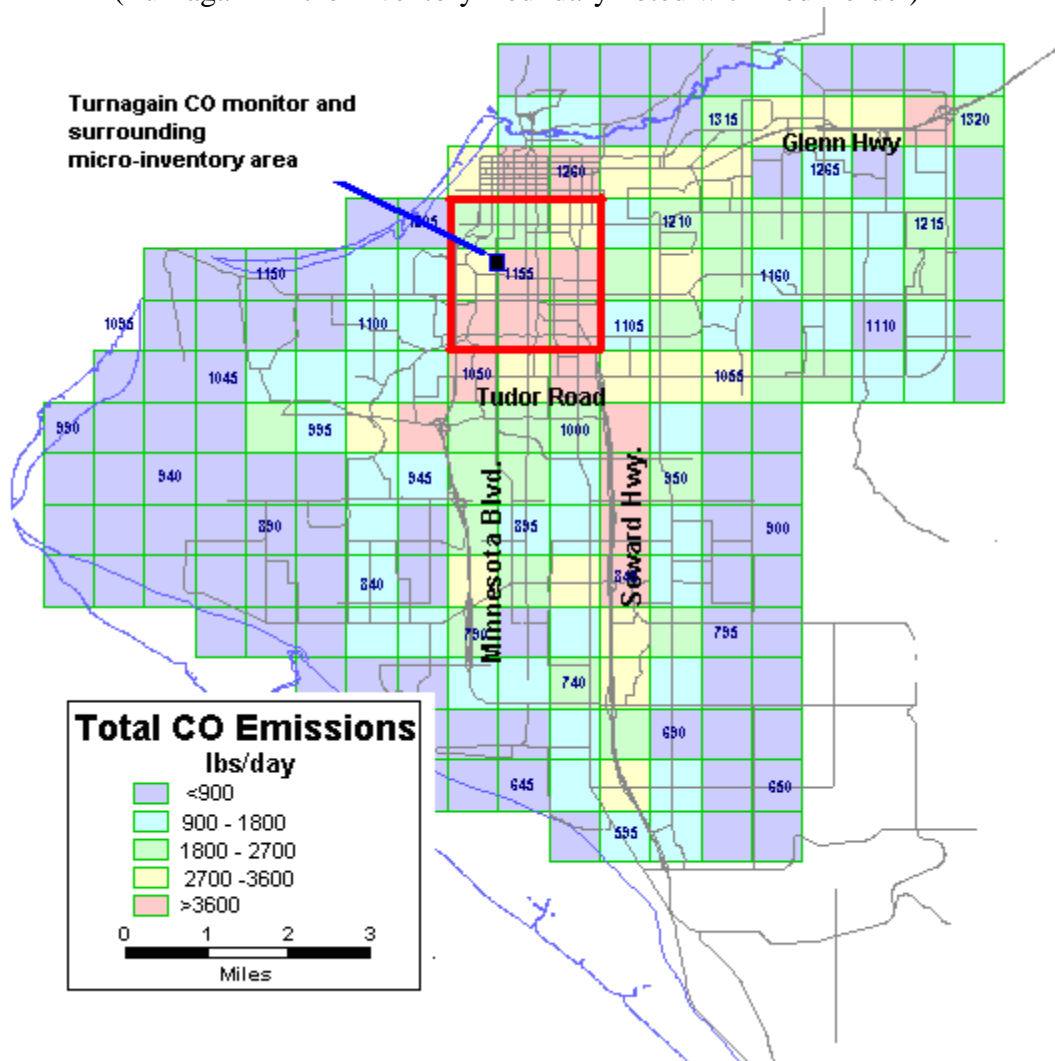 Turnagain CO monitor and
surrounding
micro-inventory area
1315
1320
Glenn Hwy
1260
1265
1210
1215
1150
1155
1160
1095
1100
1105
1110
1045
1050
1055
Tudor Road
990
995
1000
940
945
950
Minnesota Blvd.
Seward Hwy.
890
895
900
840
790
795
740
690
645
650
595
Total CO Emissions
lbs/day
<900
900 - 1800
1800 - 2700
2700 -3600
>3600
0 1 2 3
Miles